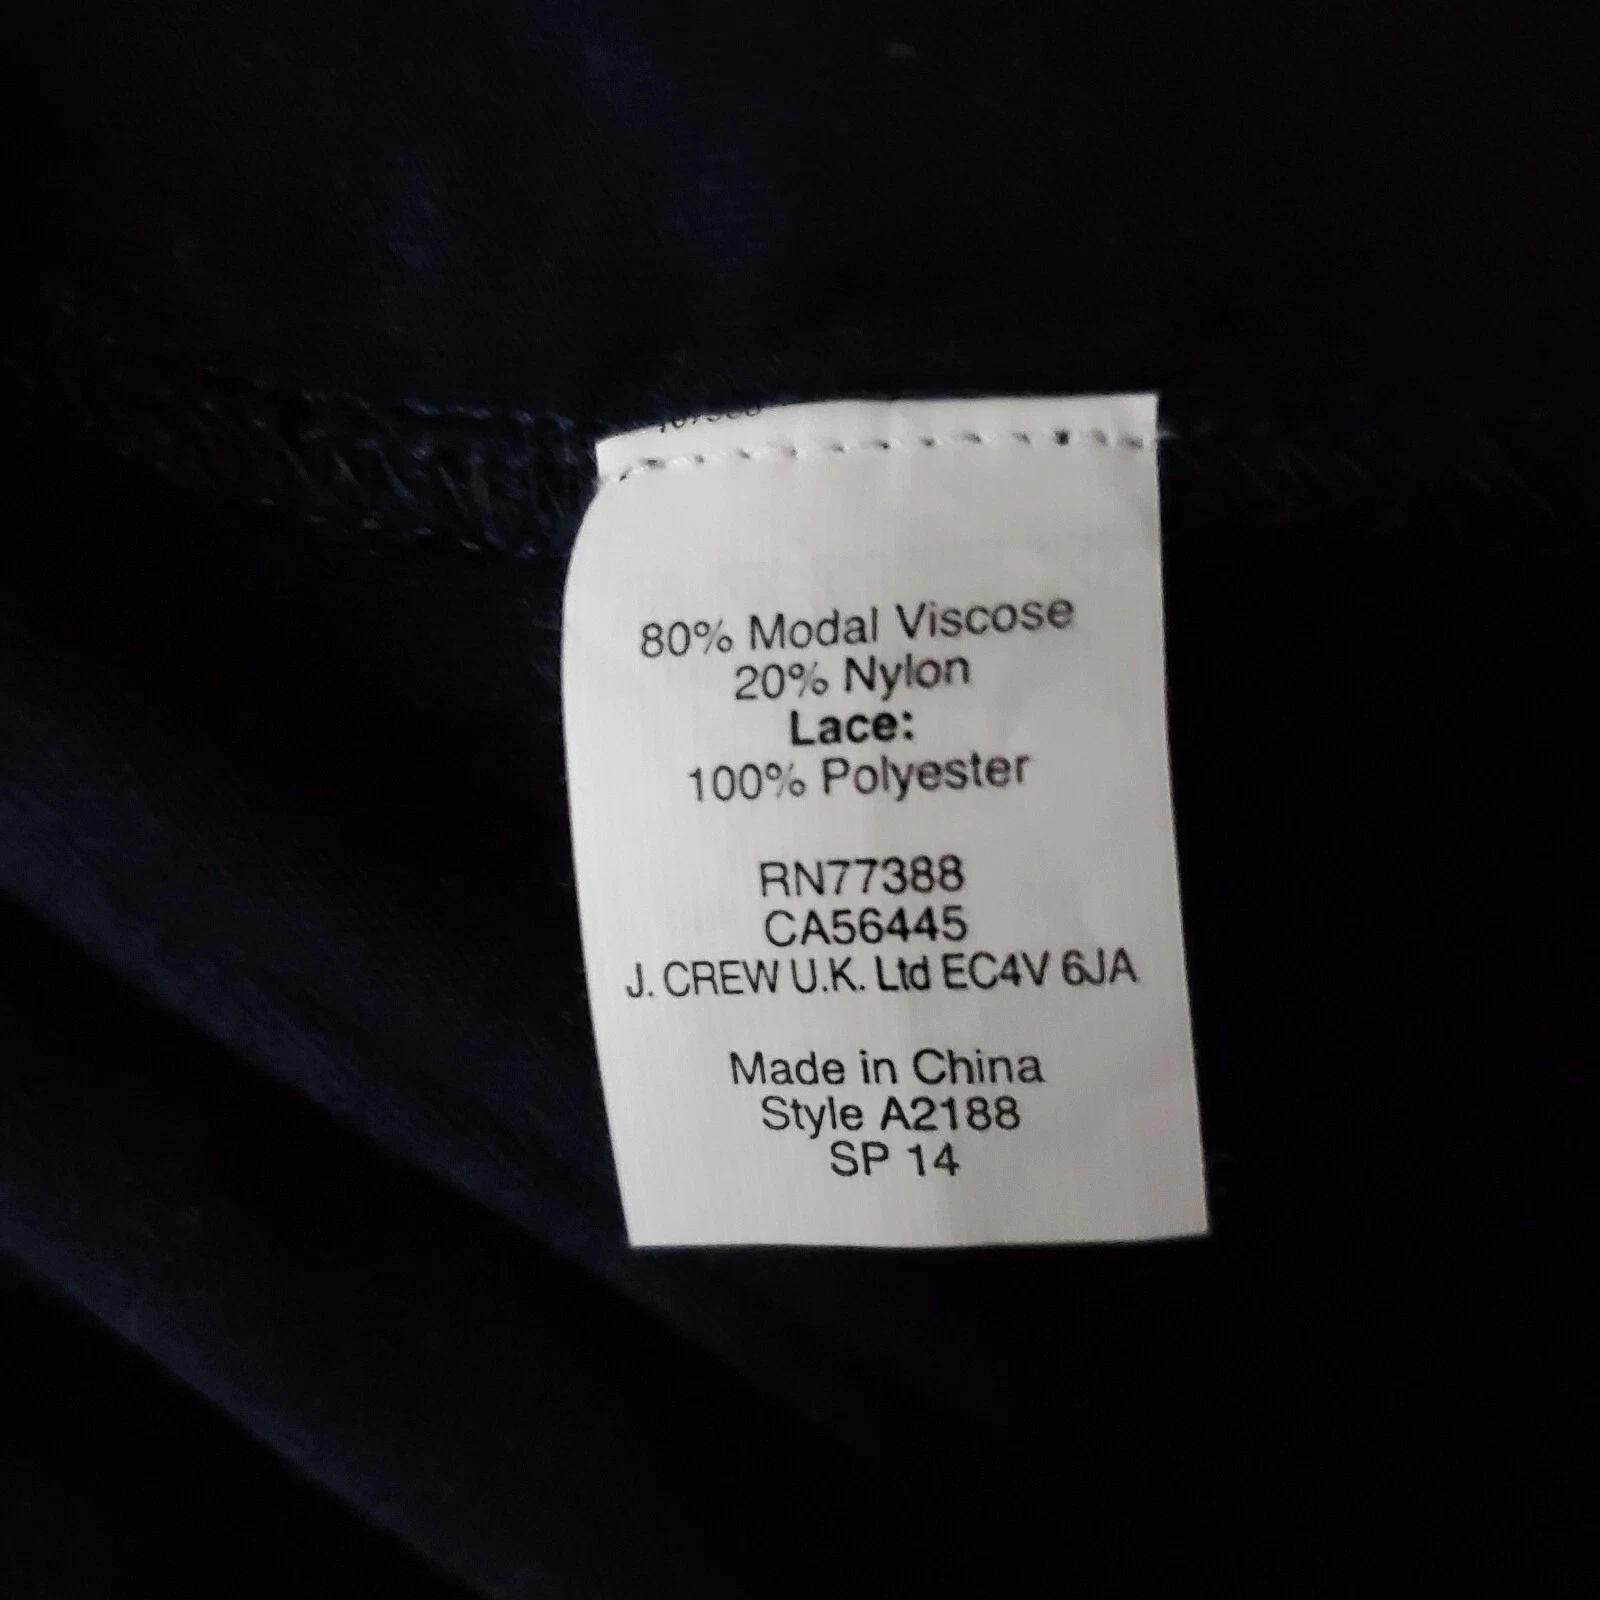 80% Modal Viscose
20% Nylon
Lace:
100% Polyester
RN77388
CA56445
J. CREW U.K. Ltd EC4V 6JA
Made in China
Style A2188
SP 14